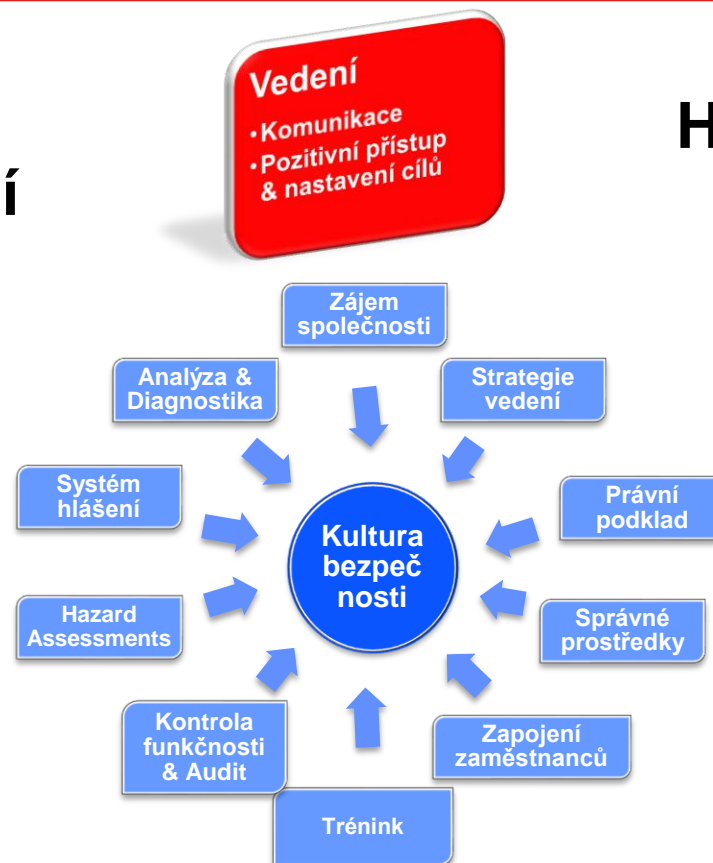 Vedení
•Komunikace
•Pozitivní přístup
& nastavení cílů
H
í
Zájem
společnosti
Analýza &
Diagnostika
Strategie
vedení
Systém
hlášení
Právní
podklad
Kultura
bezpeč
nosti
Hazard
Assessments
Správné
prostředky
Kontrola
funkčnosti
& Audit
Zapojení
zaměstnanců
Trénink